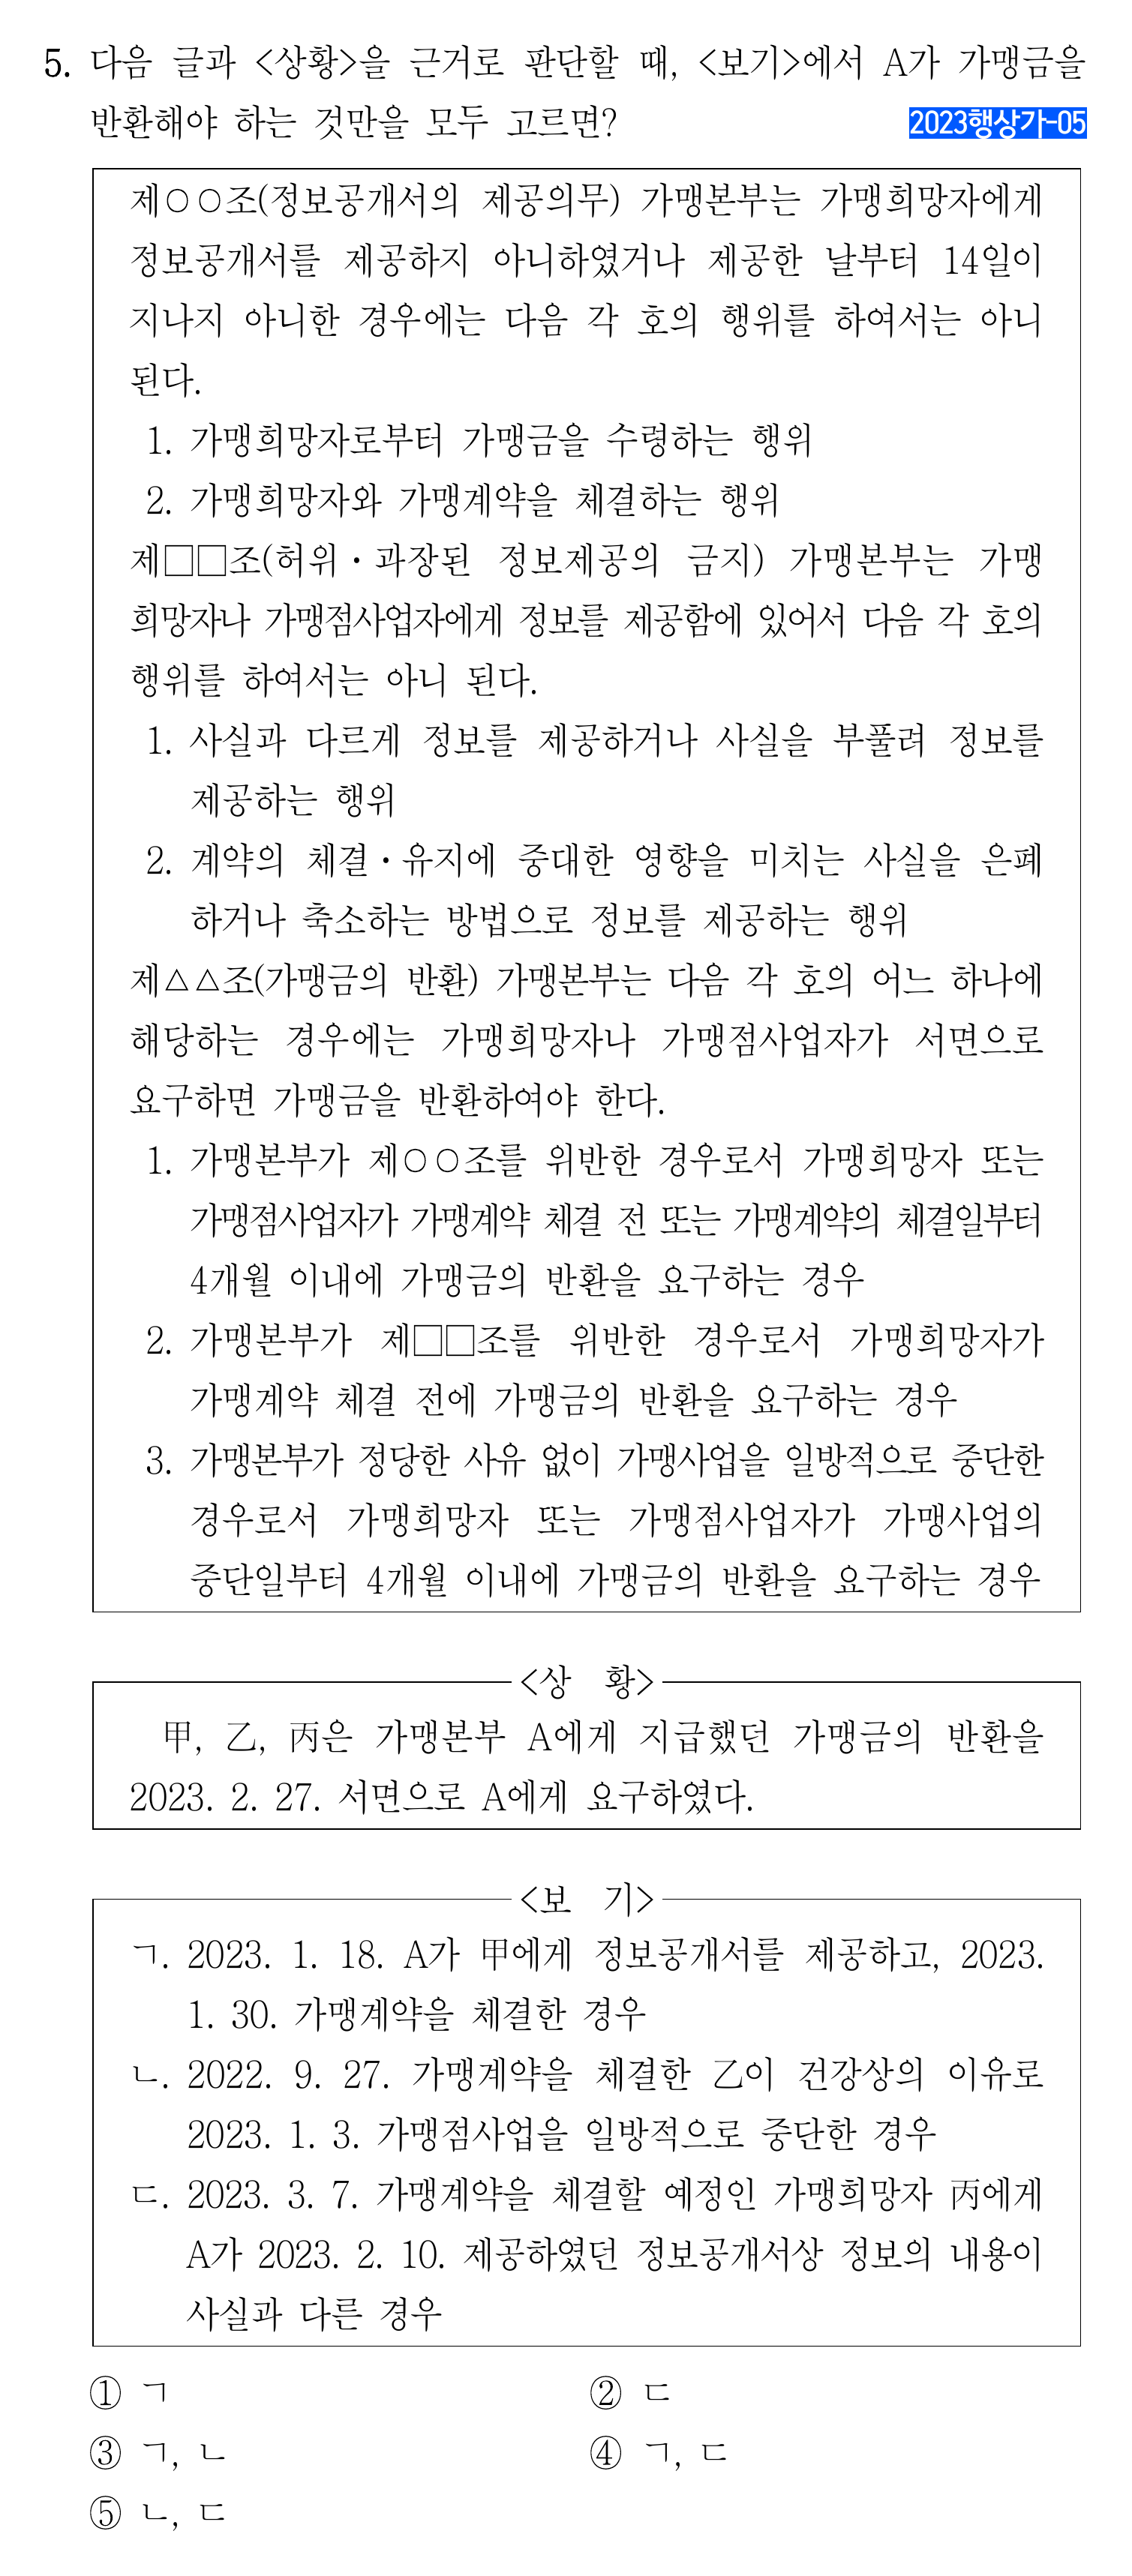 5. 다음 글과 <상황>을 근거로 판단할 때, <보기>에서 A가 가맹금을
반환해야 하는 것만을 모두 고르면?
2023행상가-05
제○○조(정보공개서의 제공의무) 가맹본부는 가맹희망자에게
정보공개서를 제공하지 아니하였거나 제공한 날부터 14일이
지나지 아니한 경우에는 다음 각 호의 행위를 하여서는 아니
된다.
1. 가맹희망자로부터 가맹금을 수령하는 행위
2. 가맹희망자와 가맹계약을 체결하는 행위
제□□조(허위·과장된 정보제공의 금지) 가맹본부는 가맹
희망자나 가맹점사업자에게 정보를 제공함에 있어서 다음 각 호의
행위를 하여서는 아니 된다.
1. 사실과 다르게 정보를 제공하거나 사실을 부풀려 정보를
제공하는 행위
2. 계약의 체결·유지에 중대한 영향을 미치는 사실을 은폐
하거나 축소하는 방법으로 정보를 제공하는 행위
제△△조(가맹금의 반환) 가맹본부는 다음 각 호의 어느 하나에
해당하는 경우에는 가맹희망자나 가맹점사업자가 서면으로
요구하면 가맹금을 반환하여야 한다.
1. 가맹본부가 제○○조를 위반한 경우로서 가맹희망자 또는
가맹점사업자가 가맹계약 체결 전 또는 가맹계약의 체결일부터
4개월 이내에 가맹금의 반환을 요구하는 경우
2. 가맹본부가 제□□조를 위반한 경우로서 가맹희망자가
가맹계약 체결 전에 가맹금의 반환을 요구하는 경우
3. 가맹본부가 정당한 사유 없이 가맹사업을 일방적으로 중단한
경우로서 가맹희망자 또는 가맹점사업자가 가맹사업의
중단일부터 4개월 이내에 가맹금의 반환을 요구하는 경우
<상 황>
甲, 乙, 丙은 가맹본부 A에게 지급했던 가맹금의 반환을
2023. 2. 27. 서면으로 A에게 요구하였다.
<보 기>
ㄱ. 2023. 1. 18. A가 甲에게 정보공개서를 제공하고, 2023.
1. 30. 가맹계약을 체결한 경우
ㄴ. 2022. 9. 27. 가맹계약을 체결한 乙이 건강상의 이유로
2023. 1. 3. 가맹점사업을 일방적으로 중단한 경우
ㄷ. 2023. 3. 7. 가맹계약을 체결할 예정인 가맹희망자 丙에게
A가 2023. 2. 10. 제공하였던 정보공개서상 정보의 내용이
사실과 다른 경우
① ㄱ ② ㄷ
③ ㄱ, ㄴ ④ ㄱ, ㄷ
⑤ ㄴ, ㄷ